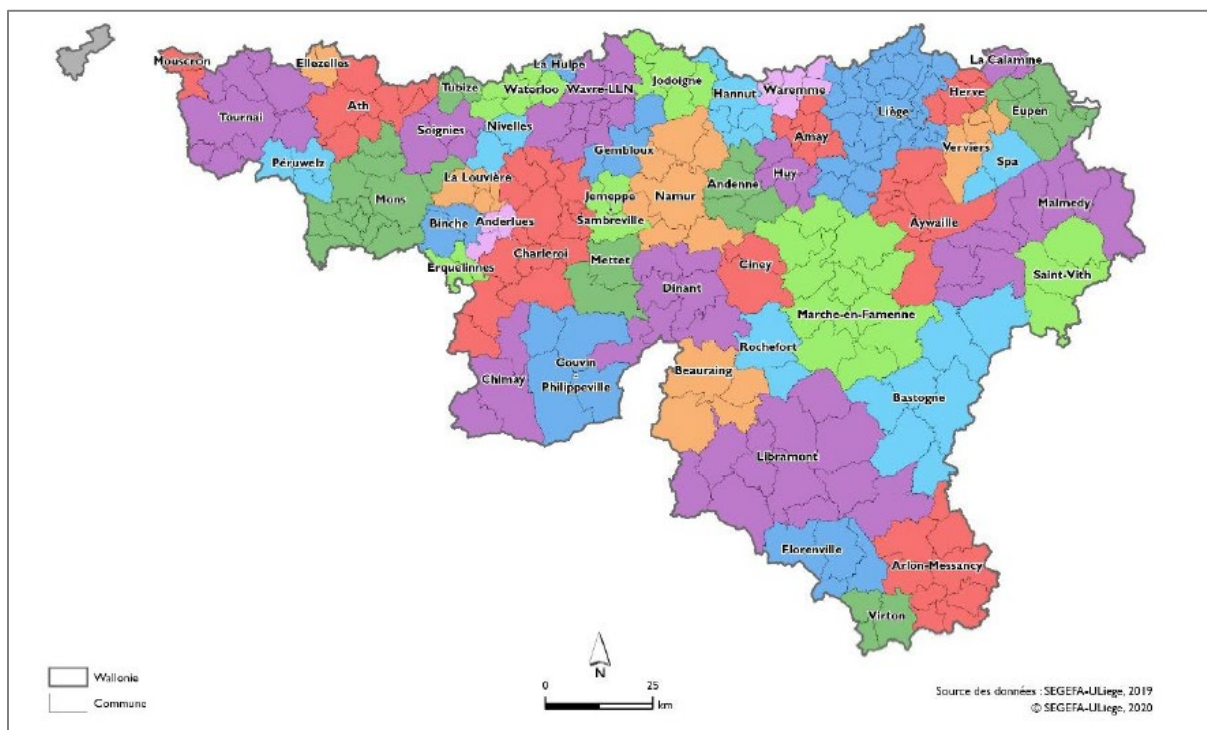 La Calamine
Mouscron
Ellezelles
La Hulpe
Tubize
Waterloo
Wavre-LLN
Jodoigne
Hannut
Waremme
Herve
Ath
Tournai
Liège
Eupen
Soignies
Nivelles
Amay
Verviers
Spa
Gembloux
Péruwelz
La Louvière
Huy
Andenne
Mons
Jemeppe
Namur
Malmedy
Binche
Anderlues
Sambreville
Aywaille
Charleroi
Mettet
Ciney
Erquelinnes
Saint-Vith
Dinant
Marche-en-Famenne
Rochefort
Couvin
-
Philippeville
Beauraing
Chimay
Bastogne
Libramont
Florenville
Arlon-Messancy
Virton
N
Wallonie
Commune
0 25
km
Source des données : SEGEFA-ULiege, 2019
© SEGEFA-ULiege, 2020